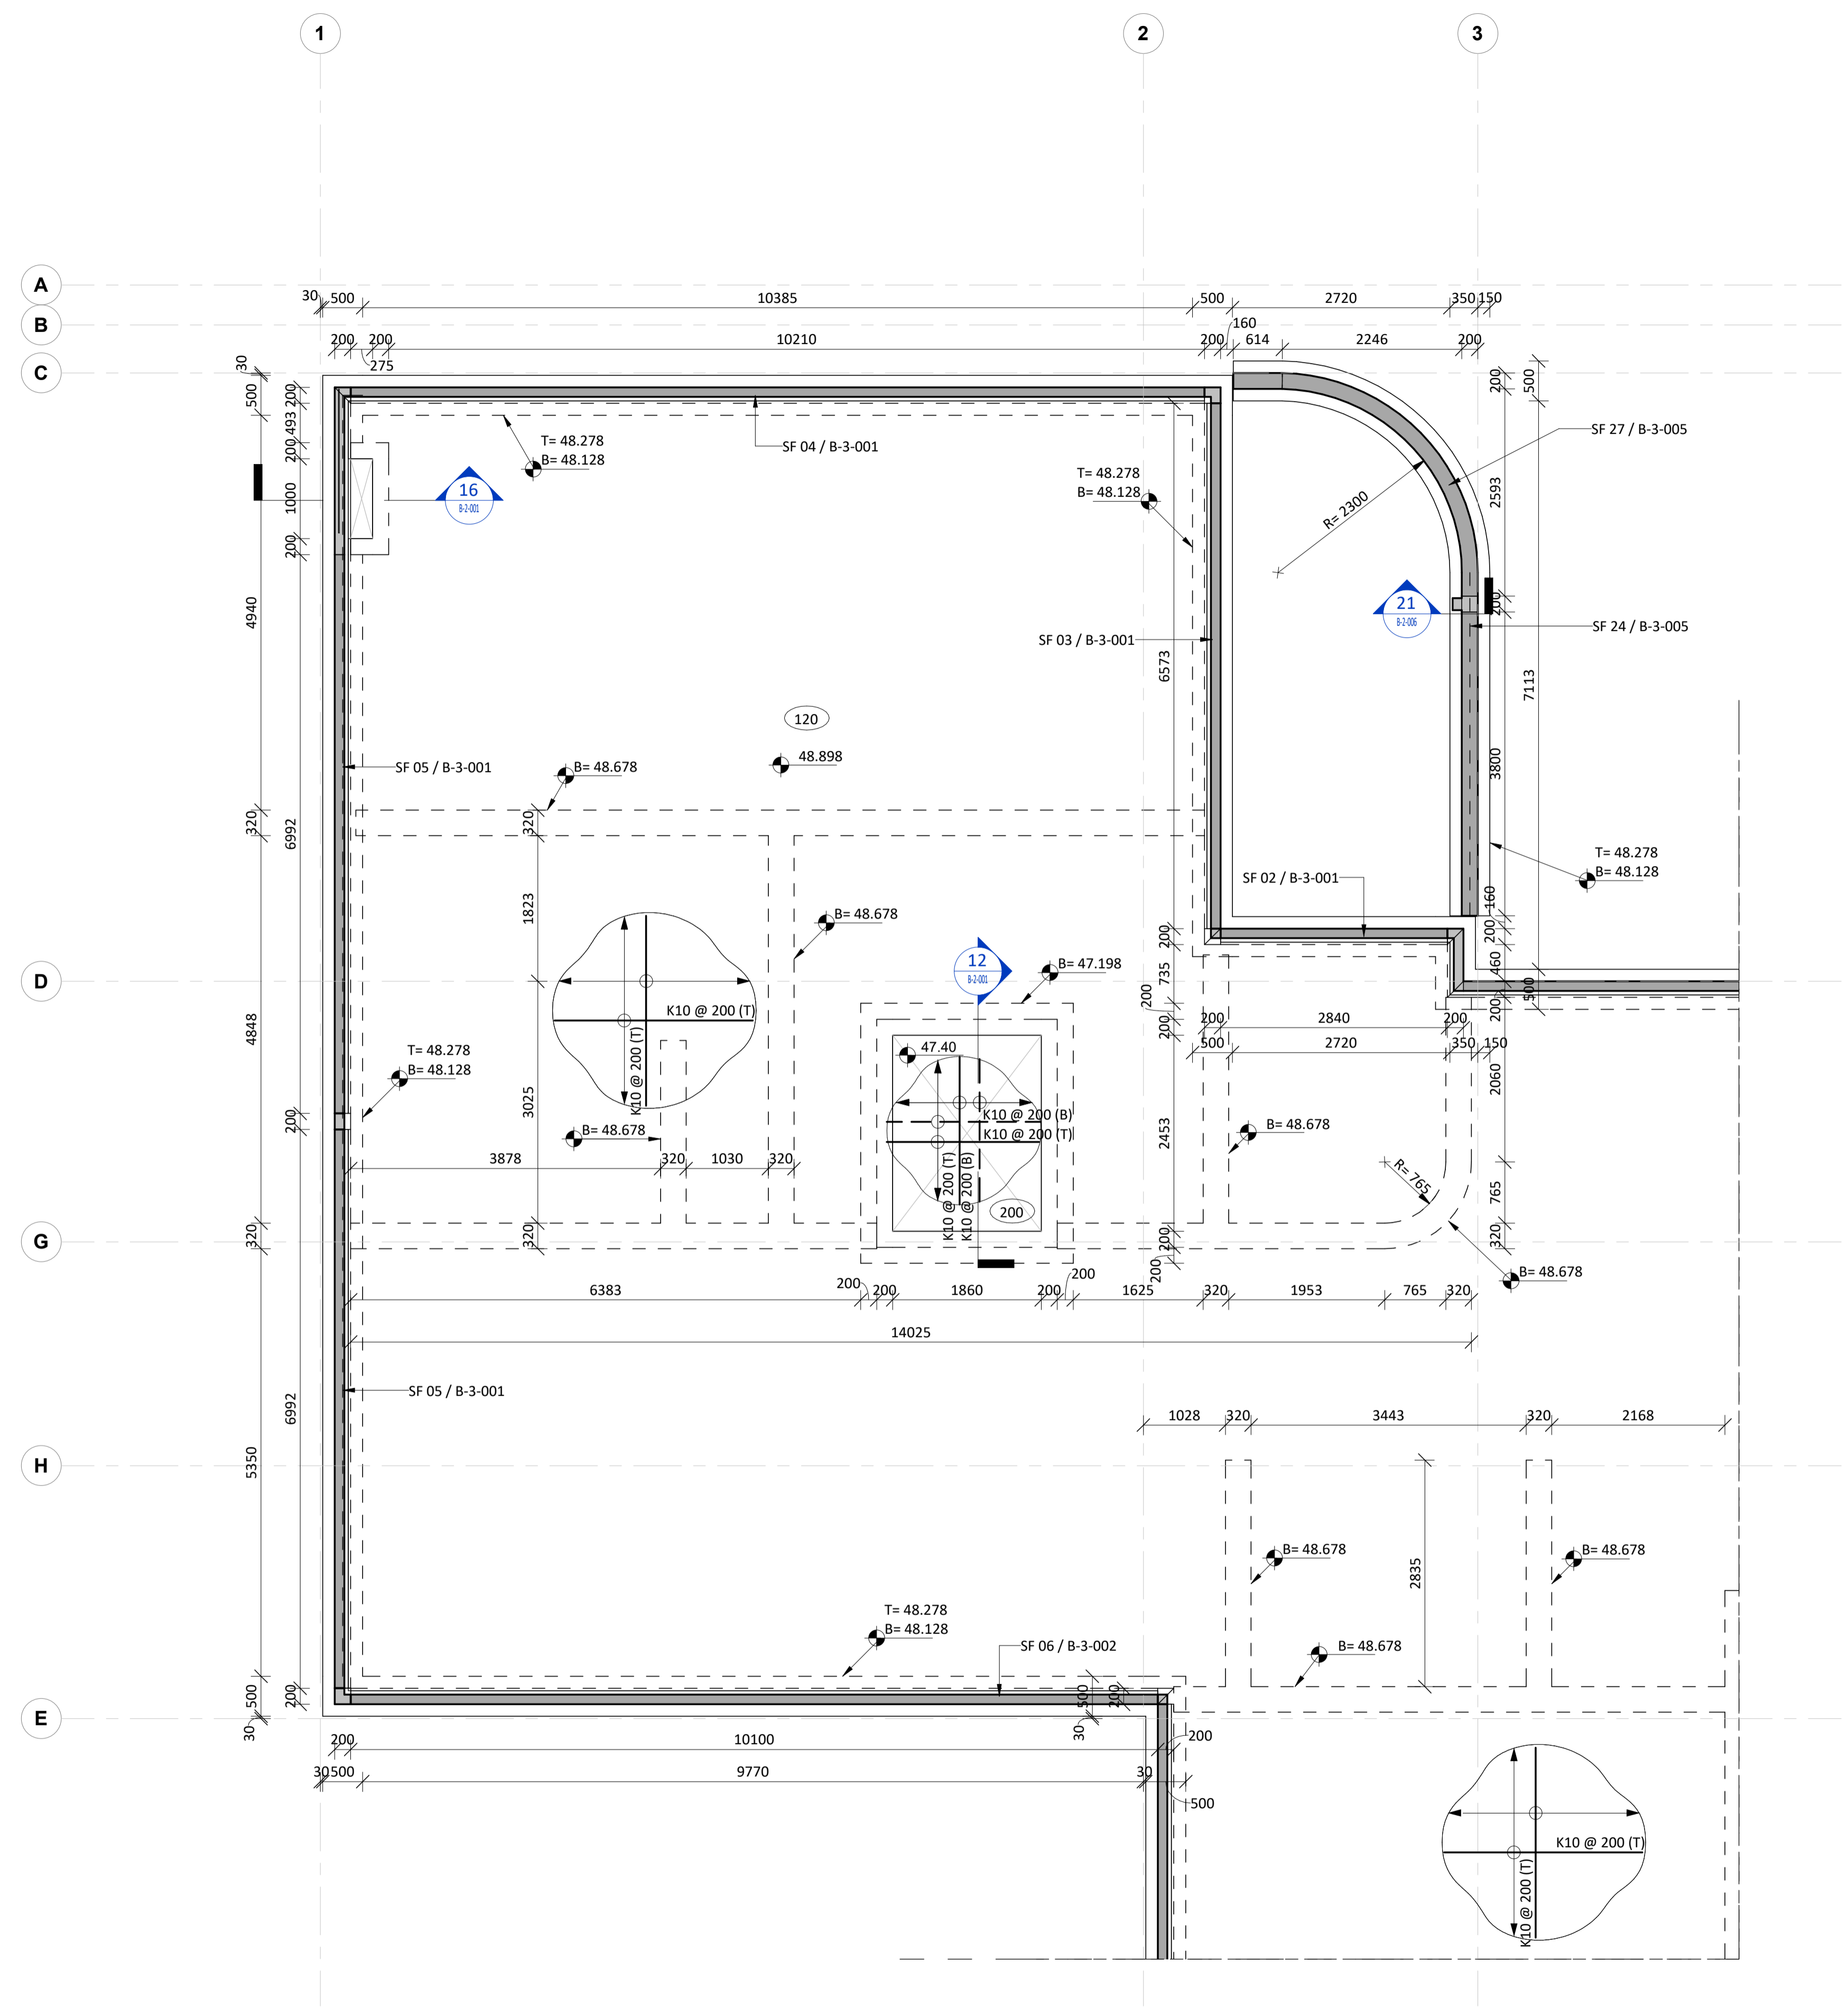 1
2
3
A
30
500
10385
500
2720
350
150
B
200
200
10210
200
160
614
2246
200
275
C
30
500
200
493
200
1000
200
200
500
T= 48.278
B= 48.128
SF 04 / B-3-001
SF 27 / B-3-005
16
B-2-001
T= 48.278
B= 48.128
R= 2300
2593
4940
21
B-2-006
200
SF 03 / B-3-001
SF 24 / B-3-005
6573
7113
120
48.898
SF 05 / B-3-001
B= 48.678
3800
320
6992
320
T= 48.278
B= 48.128
SF 02 / B-3-001
160
1823
B= 48.678
200
200
735
460
12
B-2-001
B= 47.198
D
200
500
200
K10 @ 200 (T)
K10 @ 200 (T)
200
200
2840
200
4848
47.40
500
2720
350
150
T= 48.278
B= 48.128
2060
3025
200
K10 @ 200 (B)
K10 @ 200 (T)
K10 @ 200 (T)
K10 @ 200 (B)
B= 48.678
B= 48.678
2453
3878
320
1030
320
R= 765
765
200
320
320
200
320
G
200
B= 48.678
6383
200
200
1860
200
200
1625
320
1953
765
320
14025
SF 05 / B-3-001
6992
1028
320
3443
320
2168
5350
H
2835
B= 48.678
B= 48.678
T= 48.278
B= 48.128
SF 06 / B-3-002
B= 48.678
500
200
500
200
E
30
30
200
10100
200
30
500
9770
30
500
K10 @ 200 (T)
K10 @ 200 (T)